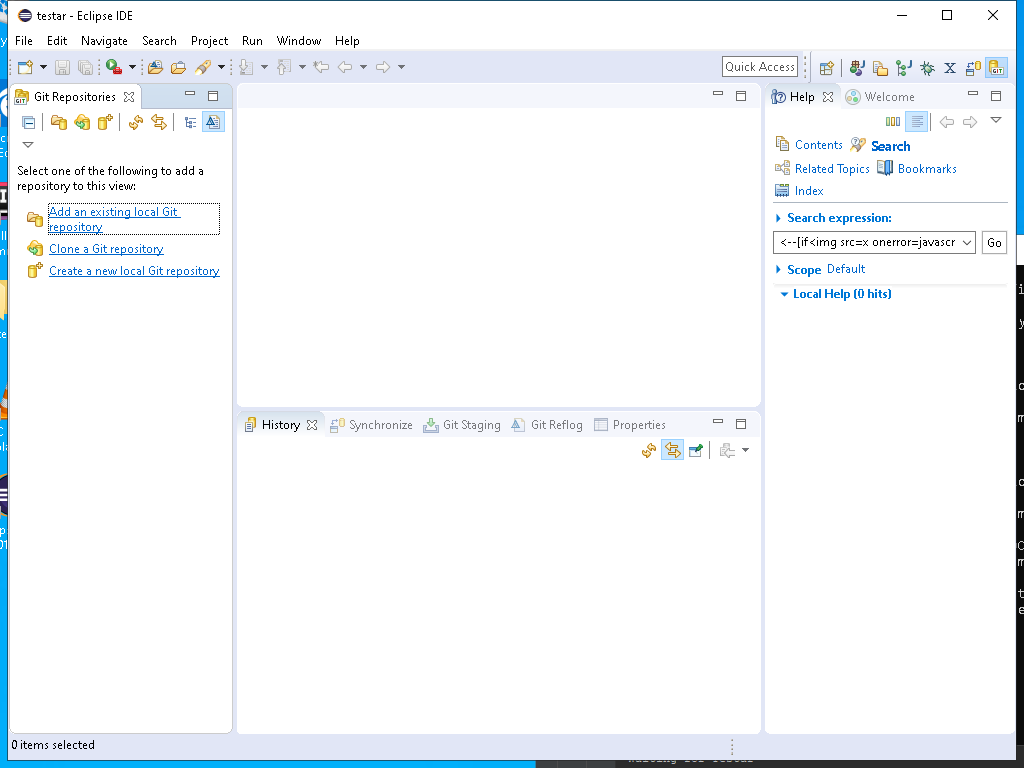 testar - Eclipse IDE
File Edit Navigate Search Project Run Window Help
Quick Access
Git Repositories
Select one of the following to add a
repository to this view:
Add an existing local Git
repository
Clone a Git repository
Create a new local Git repository
History Synchronize Git Staging Git Reflog Properties
Help Welcome
Contents Search
Related Topics Bookmarks
Index
Search expression:
<--[if<img src=x onerror=javascr Go
Scope Default
Local Help (0 hits)
0 items selected